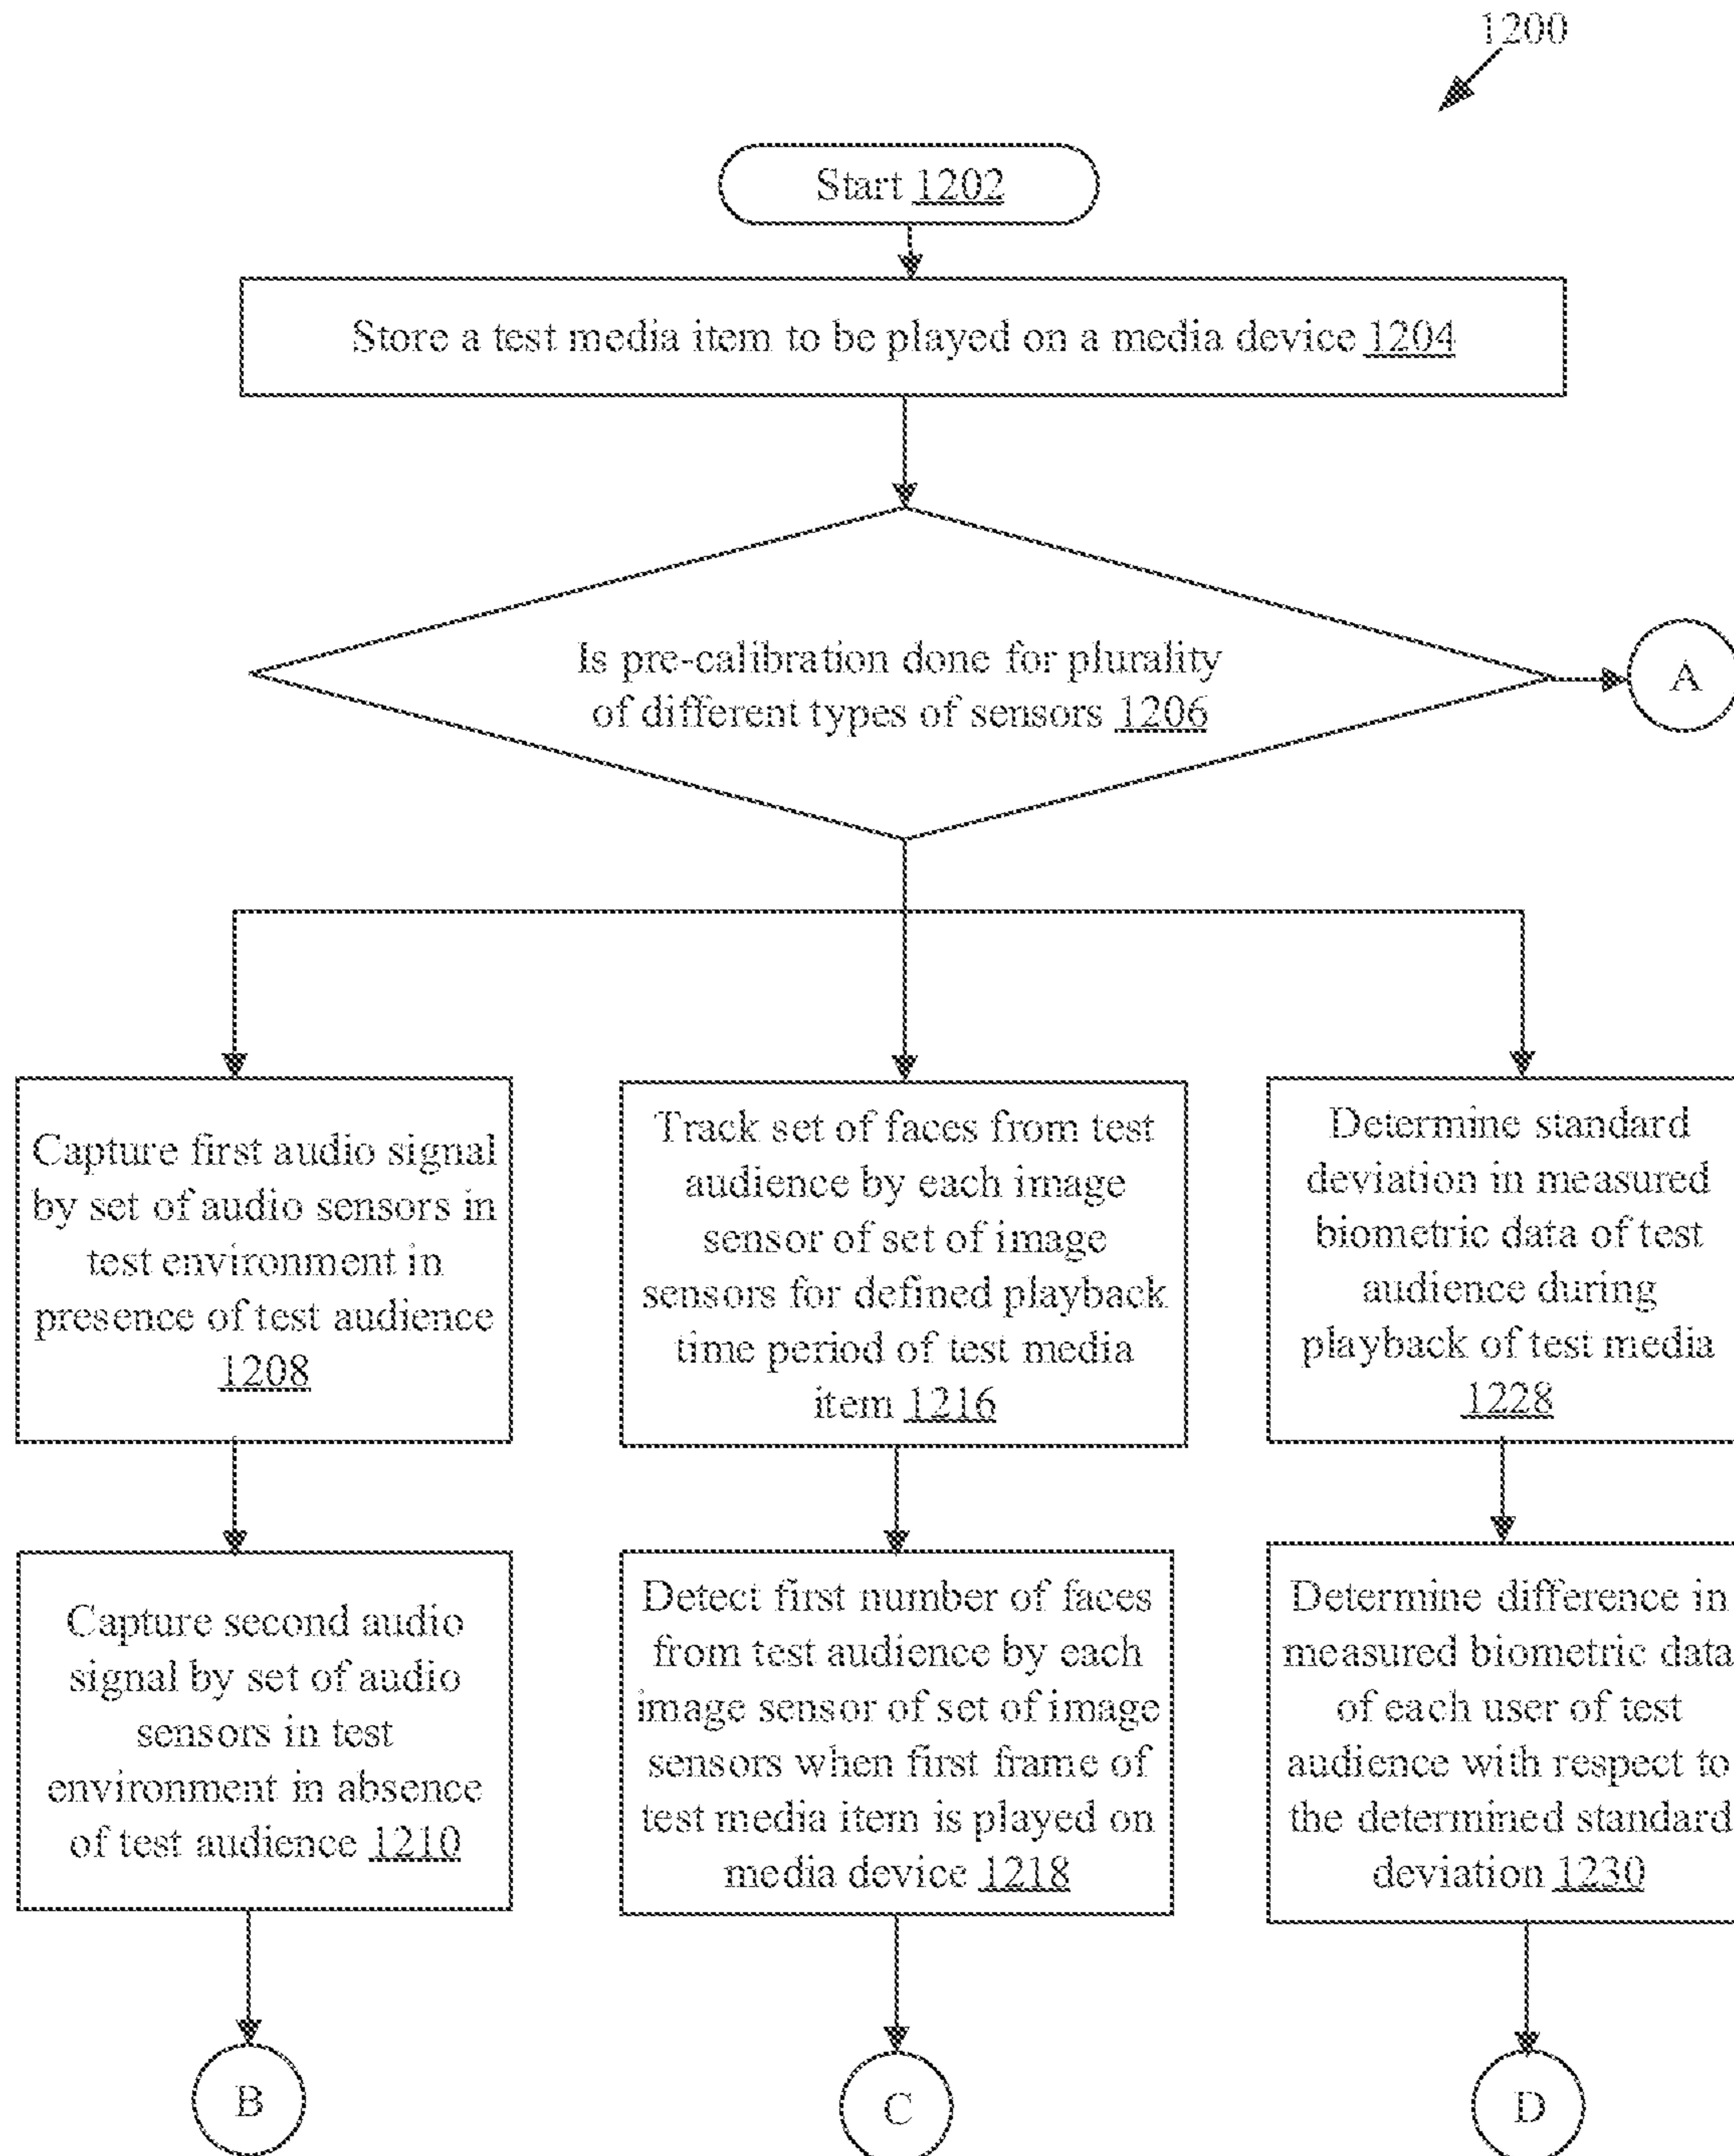 1200
Start 1202
Store a test media item to be played on a media device 1204
Is pre-calibration done for plurality
of different types of sensors 1206
A
Capture first audio signal
by set of audio sensors in
test environment in
presence of test audience
1208
Track set of faces from test
audience by each image
sensor of set of image
sensors for defined playback
time period of test media
item 1216
Determine standard
deviation in measured
biometric data of test
audience during
playback of test media
1228
Capture second audio
signal by set of audio
sensors in test
environment in absence
of test audience 1210
Detect first number of faces
from test audience by each
image sensor of set of image
sensors when first frame of
test media item is played on
media device 1218
Determine difference in
measured biometric data
of each user of test
audience with respect to
the determined standard
deviation 1230
B
C
D